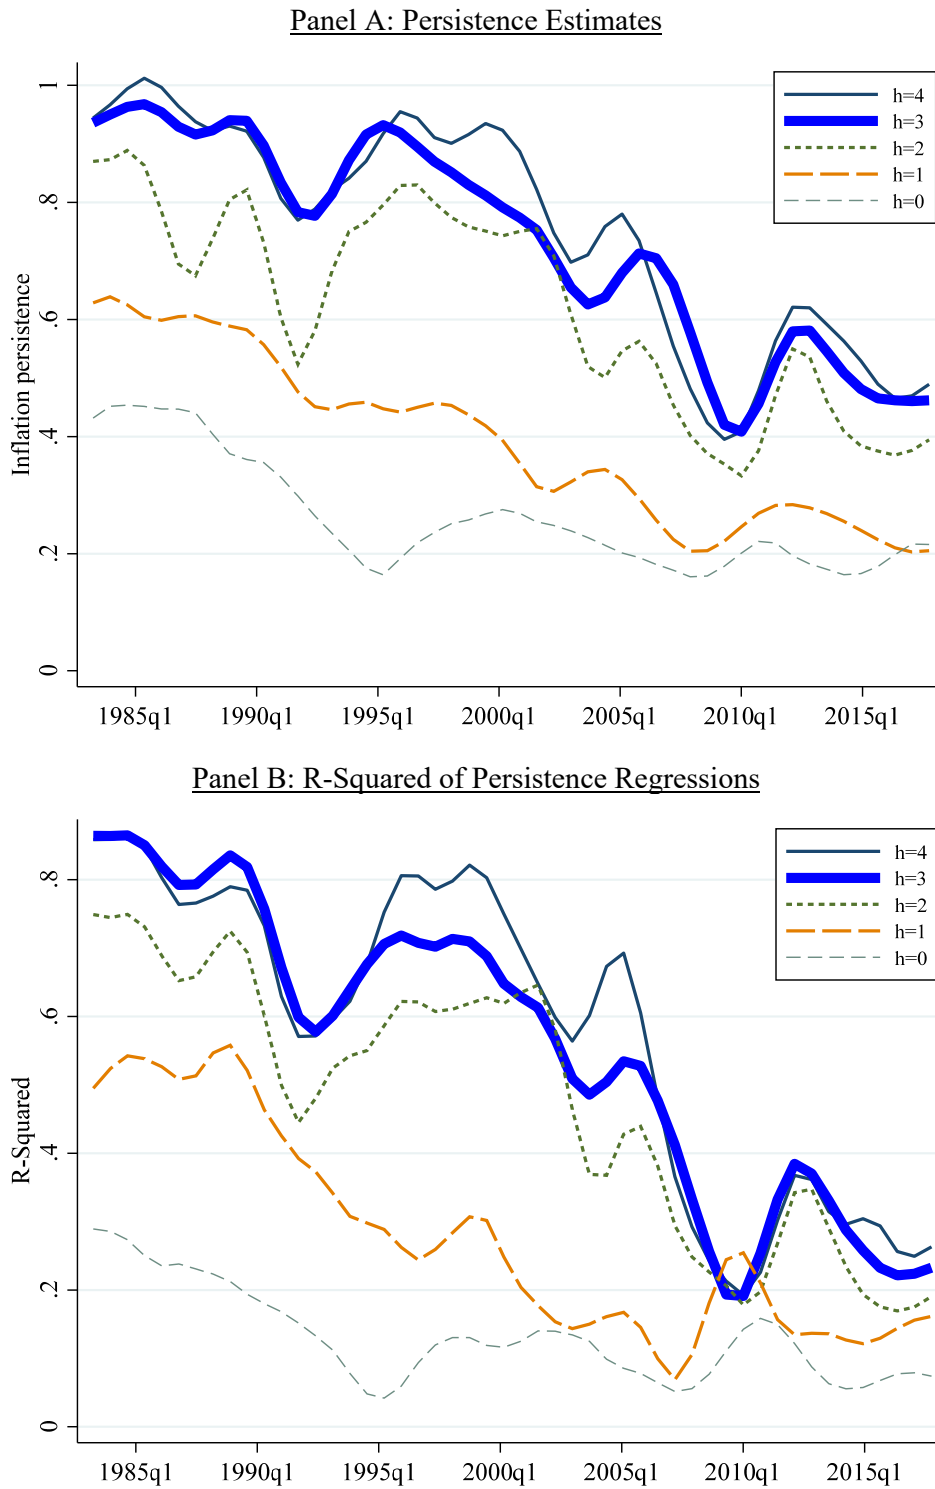 Panel A: Persistence Estimates
Inflation persistence
1
.8
.6
.4
.2
0
h=4
h=3
h=2
h=1
h=0
1985q1 1990q1 1995q1 2000q1 2005q1 2010q1 2015q1
Panel B: R-Squared of Persistence Regressions
R-Squared
.8
.6
.4
.2
0
h=4
h=3
h=2
h=1
h=0
1985q1 1990q1 1995q1 2000q1 2005q1 2010q1 2015q1